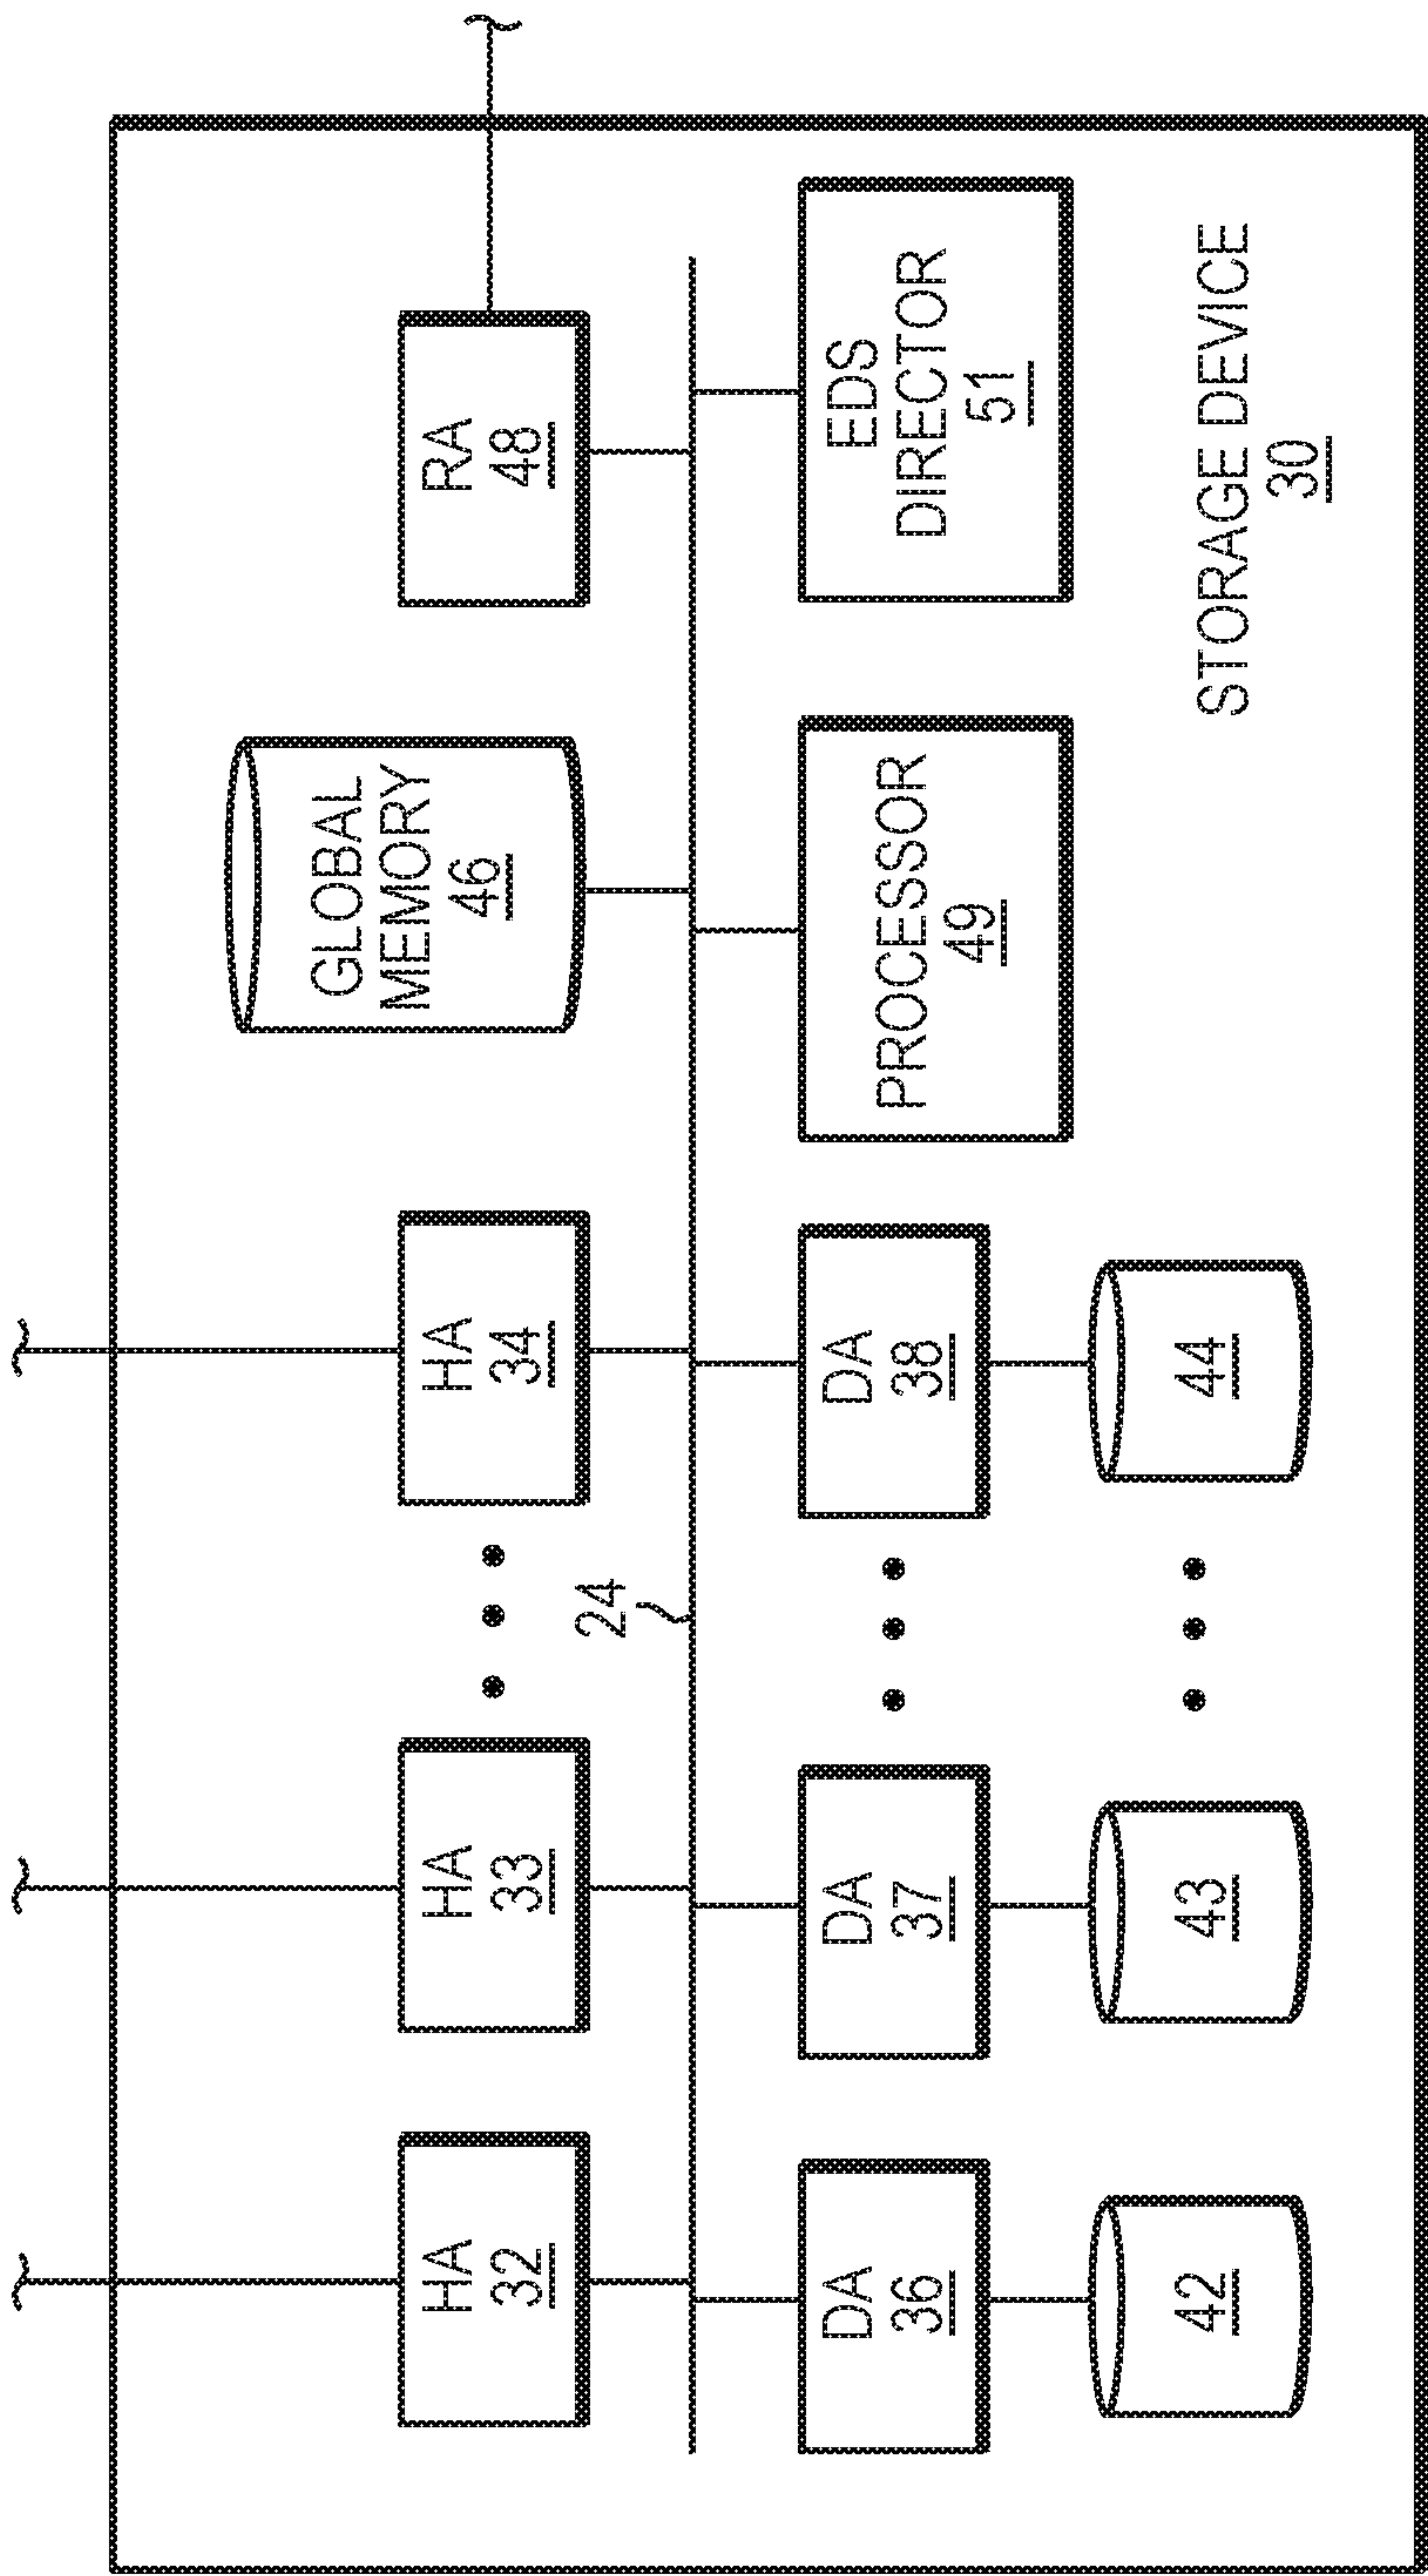 HA
32
HA
33
HA
34
GLOBAL
MEMORY
46
RA
48
24
DA
36
DA
37
DA
38
PROCESSOR
49
EDS
DIRECTOR
51
42
43
44
STORAGE DEVICE
30